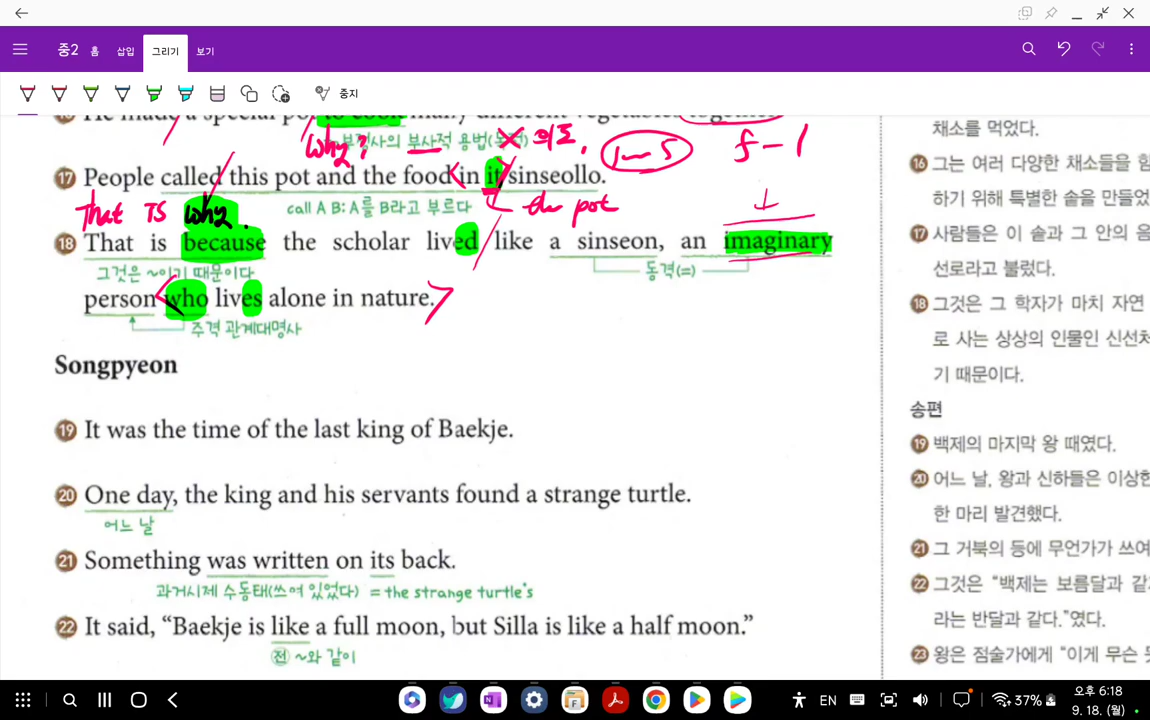 중2 홈 삽입 그리기 보기
중지
He made a special pot to cook many different vegetables together
채소를 먹었다.
Why? 부정사의 부사적 용법(목적) X 의도. f-1
⑯ 그는 여러 다양한 채소들을 함
⑰ People called this pot and the food in it sinseollo.
하기 위해 특별한 솥을 만들었
That is why. call A B: A를 B라고 부르다 the pot
⑰ 사람들은 이 솥과 그 안의 음
⑱ That is because the scholar lived like a sinseon, an imaginary
선로라고 불렀다.
그것은 ~이기 때문이다 동격(=)
⑱ 그것은 그 학자가 마치 자연
person who lives alone in nature.
로 사는 상상의 인물인 신선처
주격 관계대명사
기 때문이다.
Songpyeon
송편
⑲ It was the time of the last king of Baekje.
⑲ 백제의 마지막 왕 때였다.
⑳ One day, the king and his servants found a strange turtle.
⑳ 어느 날, 왕과 신하들은 이상한
어느 날
한 마리 발견했다.
㉑ Something was written on its back.
㉑ 그 거북의 등에 무언가가 쓰여
과거시제 수동태(쓰여 있었다) = the strange turtle's
㉒ 그것은 “백제는 보름달과 같
㉒ It said, “Baekje is like a full moon, but Silla is like a half moon.”
라는 반달과 같다.”였다.
전 ~와 같이
㉓ 왕은 점술가에게 “이게 무슨
EN 37% 오후 6:18
9. 18. (월)